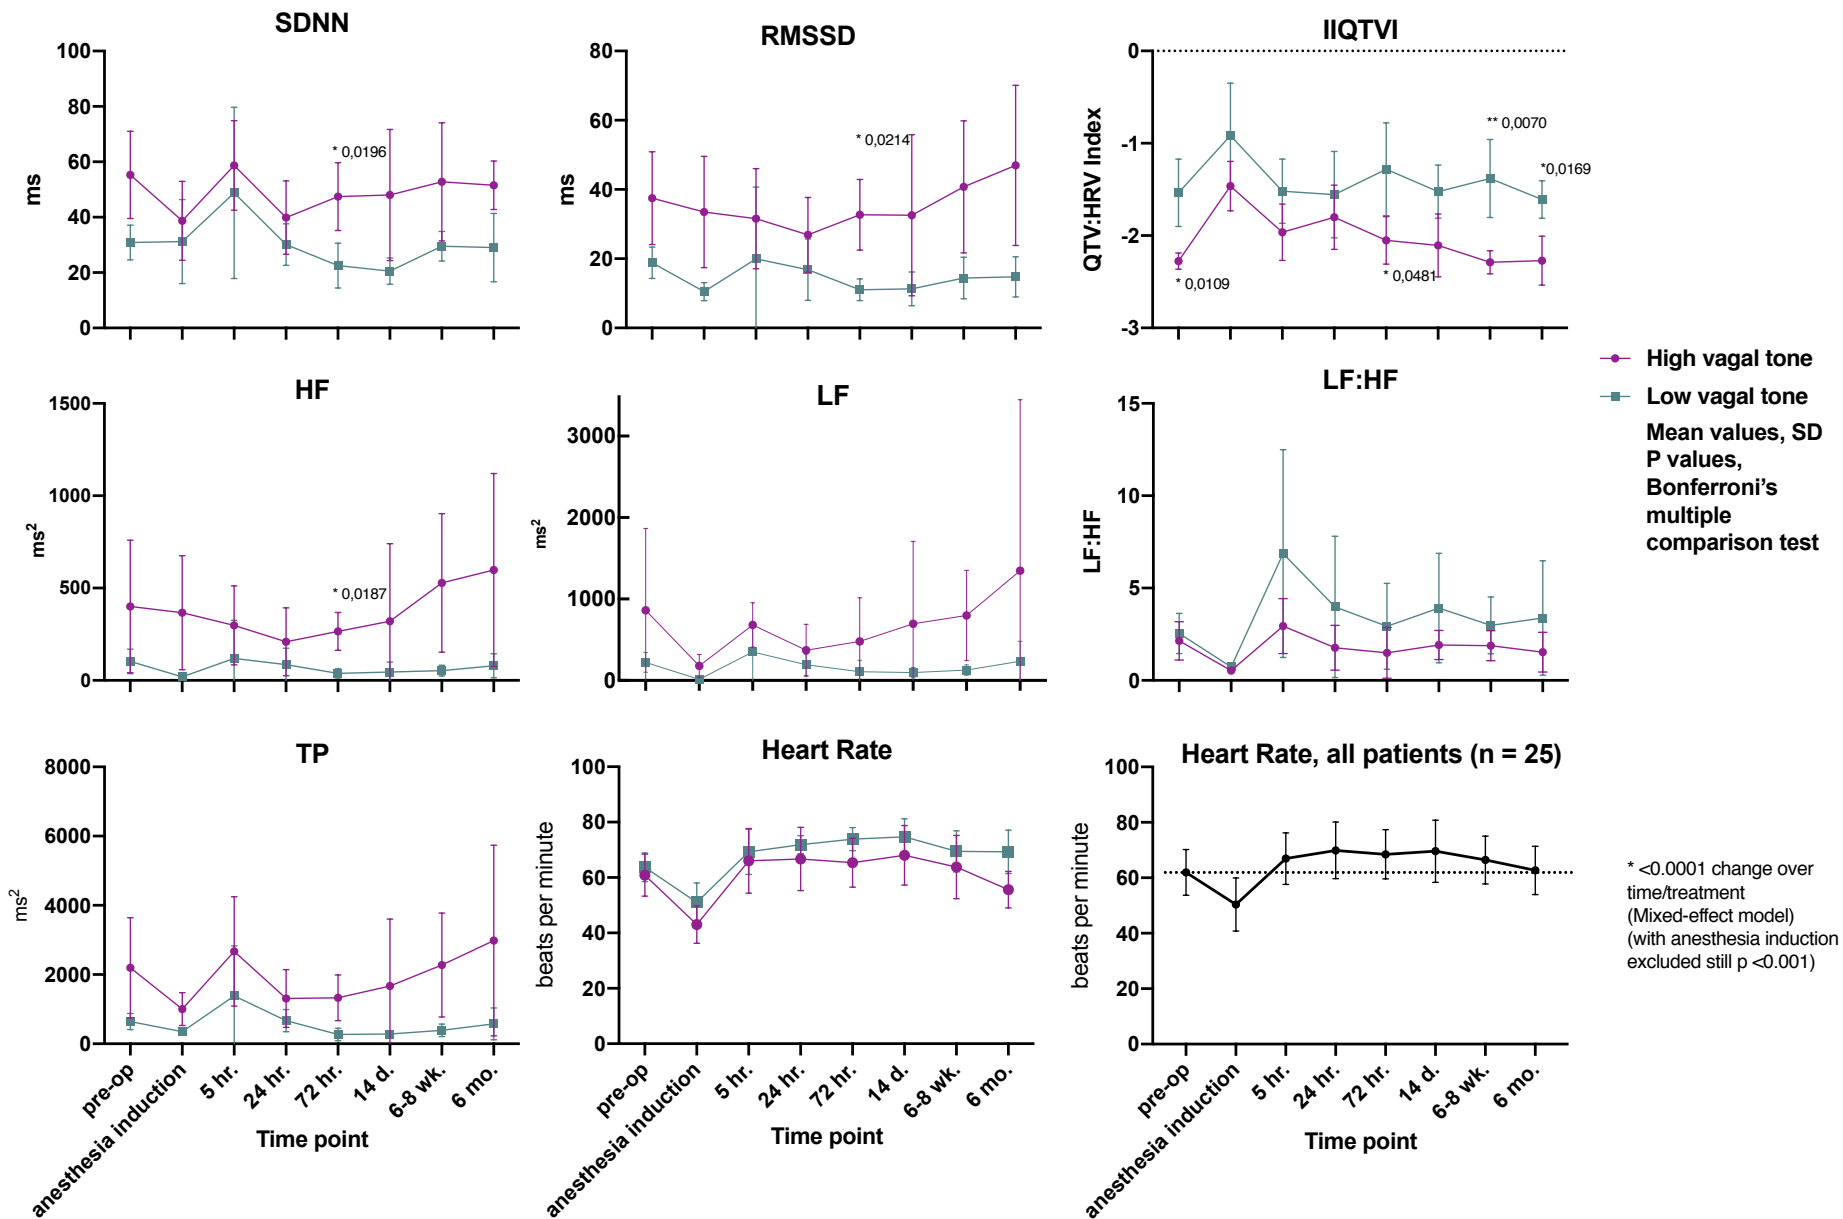 SDNN
100
80
60
40
20
0
ms
* 0,0196
RMSSD
80
60
40
20
0
ms
* 0,0214
IIQTVI
0
-1
-2
-3
QTV:HRV Index
** 0,0070
*0,0169
* 0,0109
* 0,0481
High vagal tone
Low vagal tone
Mean values, SD
P values,
Bonferroni's
multiple
comparison test
HF
1500
1000
500
0
ms²
* 0,0187
LF
3000
2000
1000
0
ms²
LF:HF
15
10
5
0
LF:HF
TP
8000
6000
4000
2000
0
ms²
pre-op
anesthesia induction
5 hr.
24 hr.
72 hr.
14 d.
6-8 wk.
6 mo.
Time point
Heart Rate
100
80
60
40
20
0
beats per minute
pre-op
anesthesia induction
5 hr.
24 hr.
72 hr.
14 d.
6-8 wk.
6 mo.
Time point
Heart Rate, all patients (n = 25)
100
80
60
40
20
0
beats per minute
pre-op
anesthesia induction
5 hr.
24 hr.
72 hr.
14 d.
6-8 wk.
6 mo.
Time point
* <0.0001 change over
time/treatment
(Mixed-effect model)
(with anesthesia induction
excluded still p <0.001)